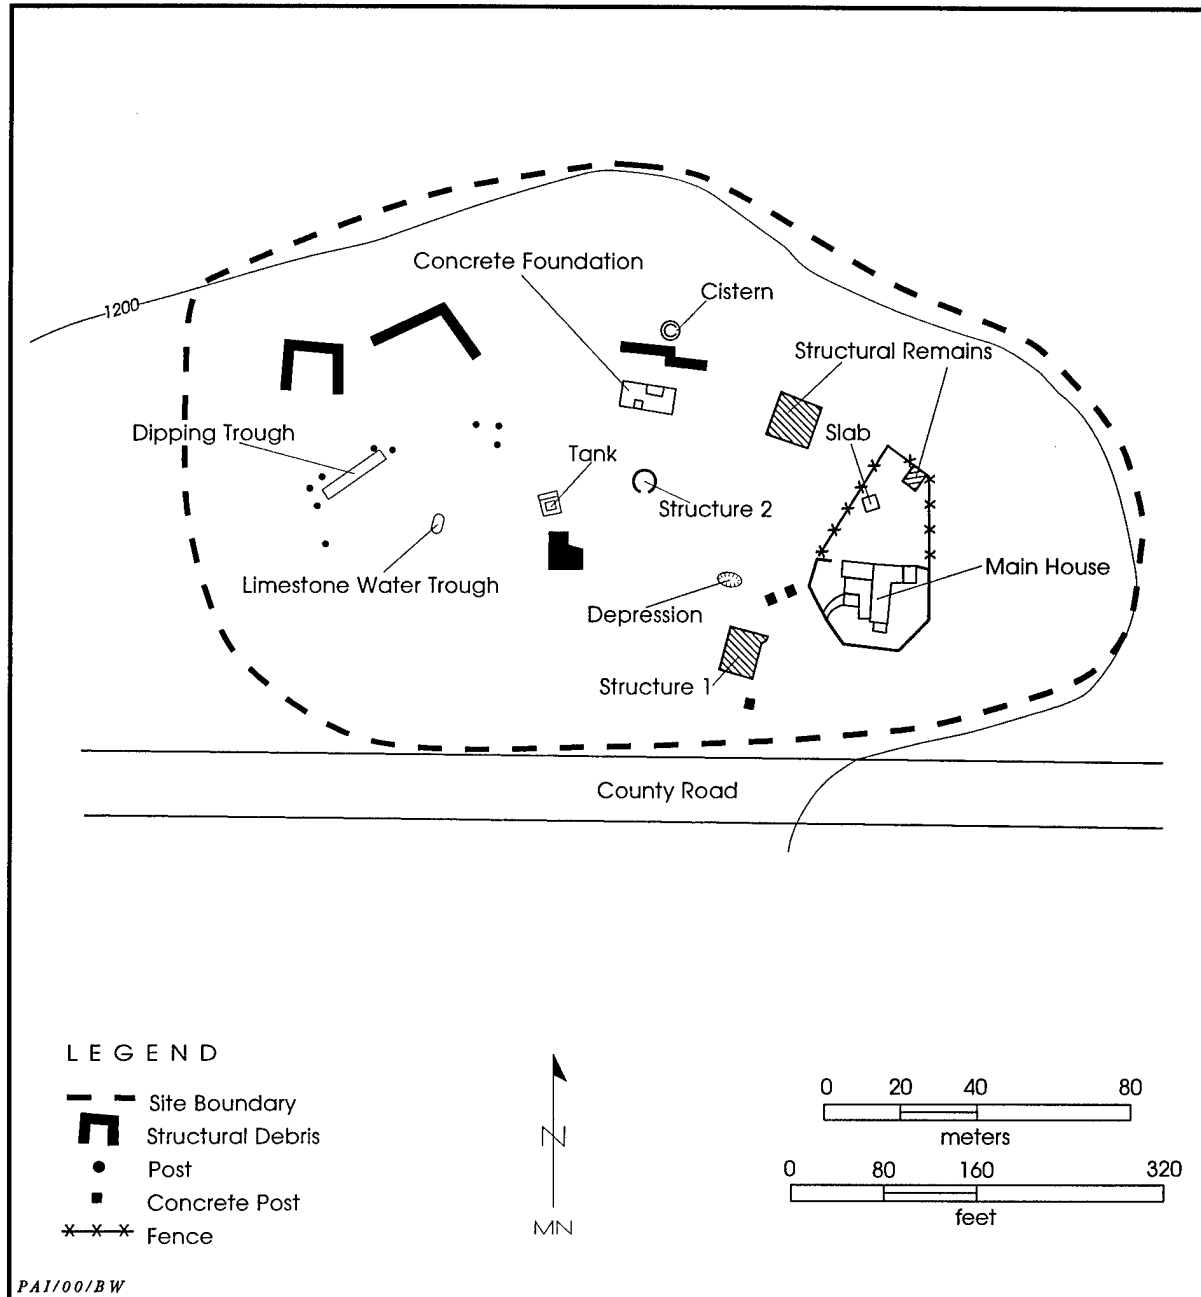 Concrete Foundation
Cistern
1200
Structural Remains
Dipping Trough
Slab
Tank
Structure 2
Limestone Water Trough
Main House
Depression
Structure 1
County Road
LEGEND
Site Boundary
Structural Debris
Post
Concrete Post
Fence
N
MN
0 20 40 80
meters
0 80 160 320
feet
PAI/00/BW